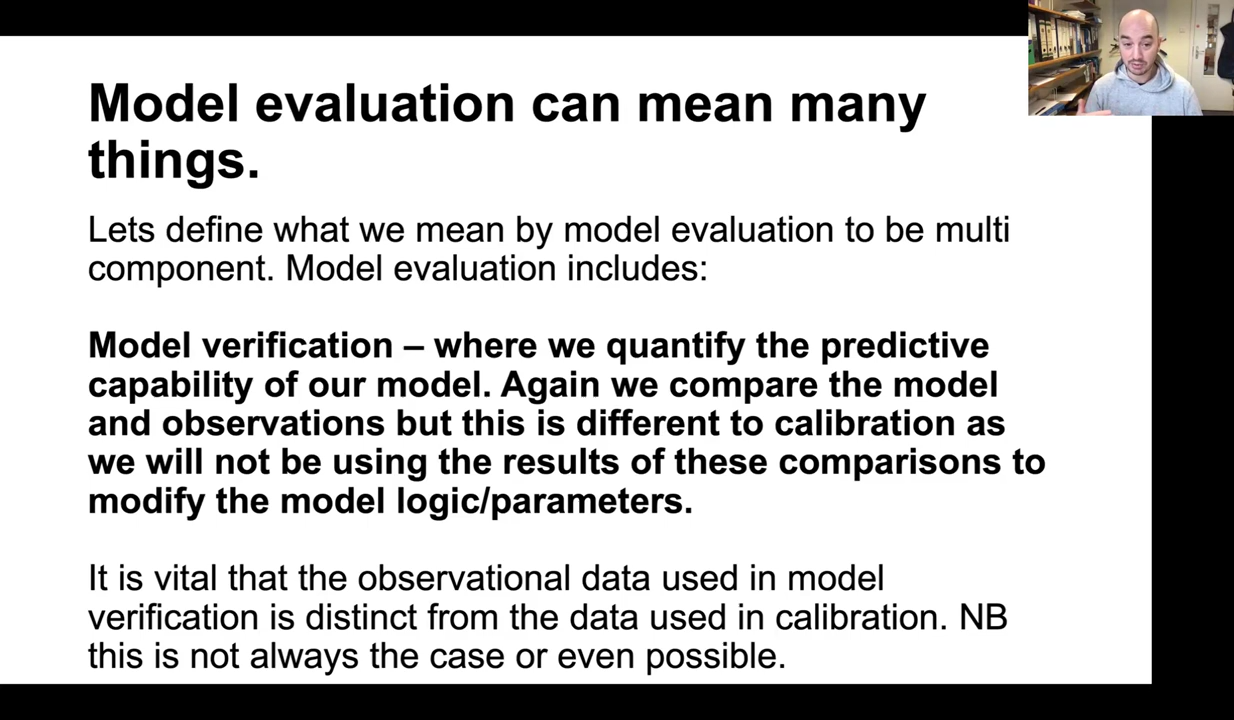 Model evaluation can mean many
things.
Lets define what we mean by model evaluation to be multi
component. Model evaluation includes:
Model verification – where we quantify the predictive
capability of our model. Again we compare the model
and observations but this is different to calibration as
we will not be using the results of these comparisons to
modify the model logic/parameters.
It is vital that the observational data used in model
verification is distinct from the data used in calibration. NB
this is not always the case or even possible.